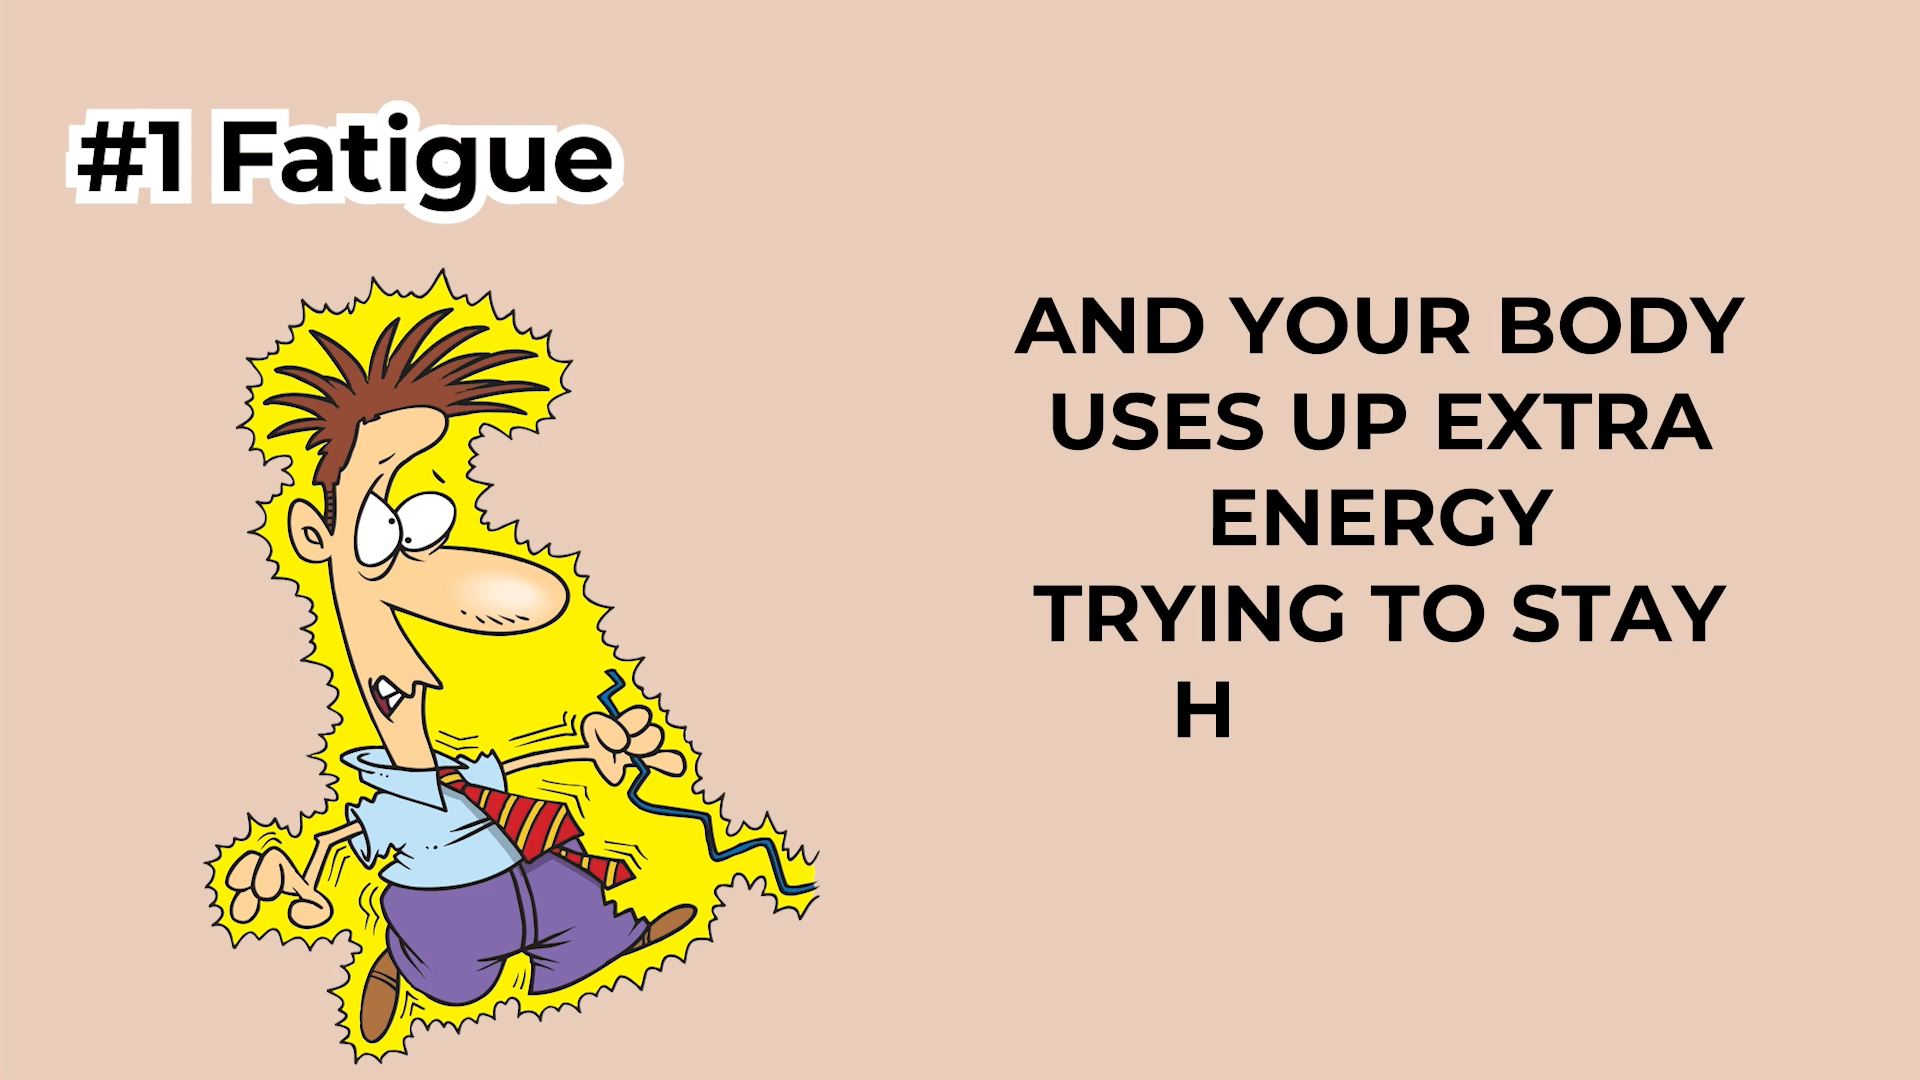 #1 Fatigue
AND YOUR BODY
USES UP EXTRA
ENERGY
TRYING TO STAY
H